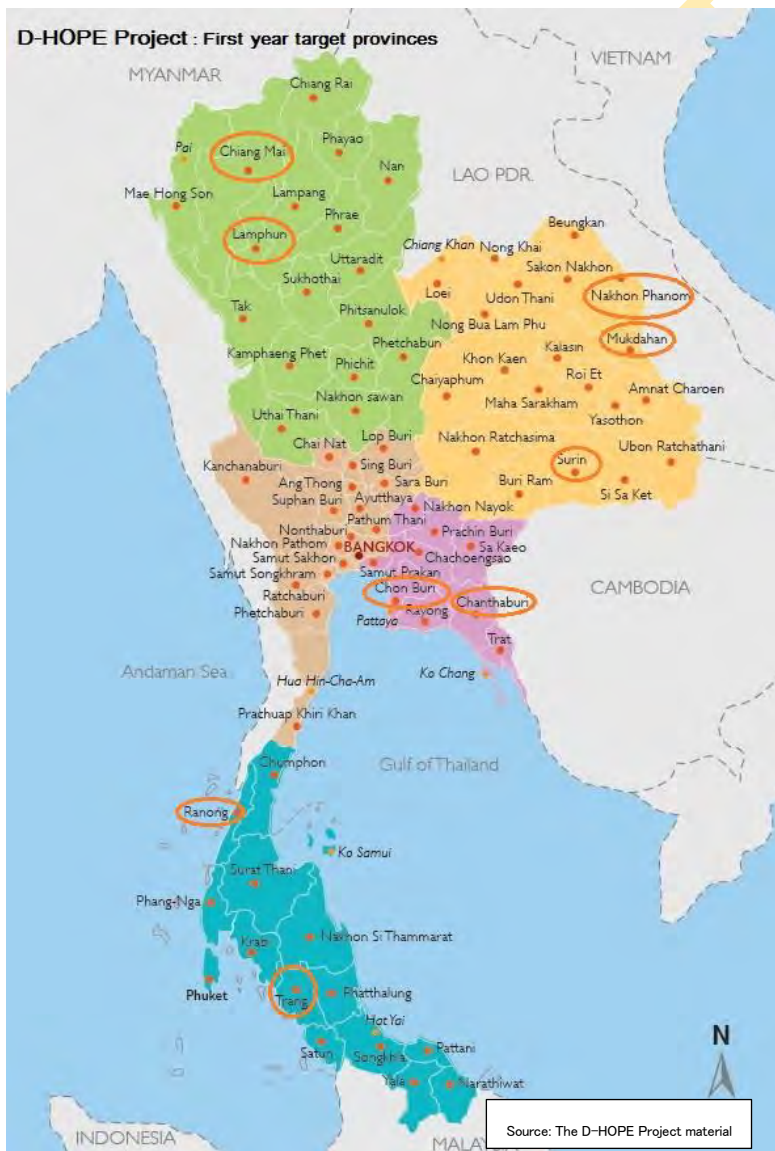 D-HOPE Project : First year target provinces
VIETNAM
MYANMAR
Chiang Rai
Pai
Chiang Mai
Phayao
Nan
LAO PDR.
Mae Hong Son
Lampang
Phrae
Lamphun
Beungkan
Chiang Khan
Nong Khai
Uttaradit
Sakon Nakhon
Sukhothai
Loei
Udon Thani
Nakhon Phanom
Tak
Phitsanulok
Nong Bua Lam Phu
Mukdahan
Phetchabun
Kamphaeng Phet
Khon Kaen
Kalasin
Phichit
Chaiyaphum
Roi Et
Amnat Charoen
Nakhon sawan
Maha Sarakham
Yasothon
Uthai Thani
Chai Nat
Lop Buri
Nakhon Ratchasima
Ubon Ratchathani
Kanchanaburi
Sing Buri
Surin
Ang Thong
Sara Buri
Buri Ram
Si Sa Ket
Suphan Buri
Ayutthaya
Nakhon Nayok
Pathum Thani
Nonthaburi
Prachin Buri
Nakhon Pathom
BANGKOK
Sa Kaeo
Samut Sakhon
Chachoengsao
Samut Songkhram
Samut Prakan
Ratchaburi
Chon Buri
CAMBODIA
Phetchaburi
Rayong
Chanthaburi
Pattaya
Trat
Andaman Sea
Hua Hin-Cha-Am
Ko Chang
Prachuap Khiri Khan
Chumphon
Gulf of Thailand
Ranong
Ko Samui
Surat Thani
Phang-Nga
Nakhon Si Thammarat
Krab
Phuket
Trang
Phatthalung
Hat Yai
N
Satun
Songkhla
Pattani
Yala
Narathiwat
INDONESIA
MALAY
Source: The D-HOPE Project material